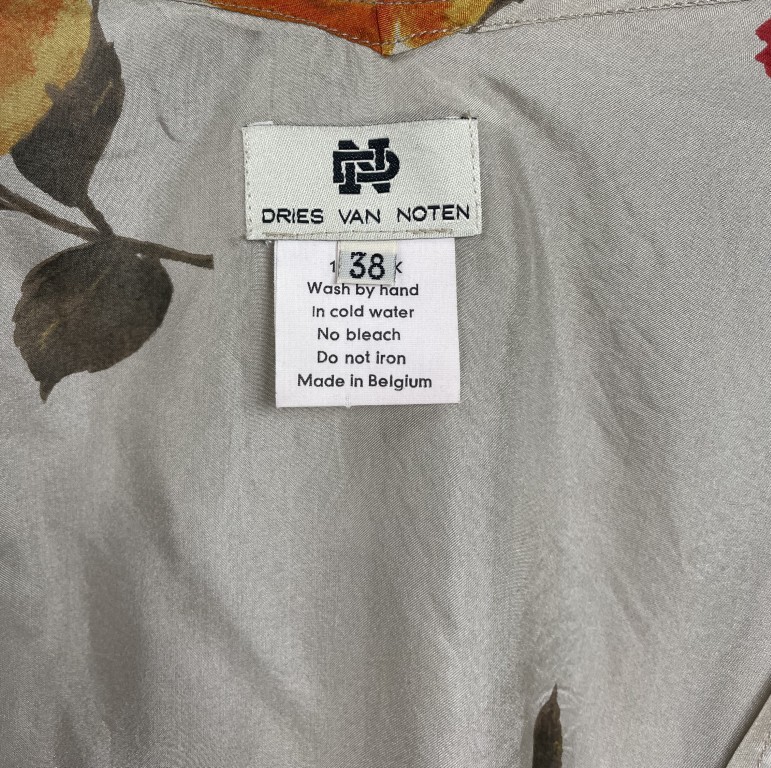 DRIES VAN NOTEN
38
Wash by hand
In cold water
No bleach
Do not iron
Made in Belgium